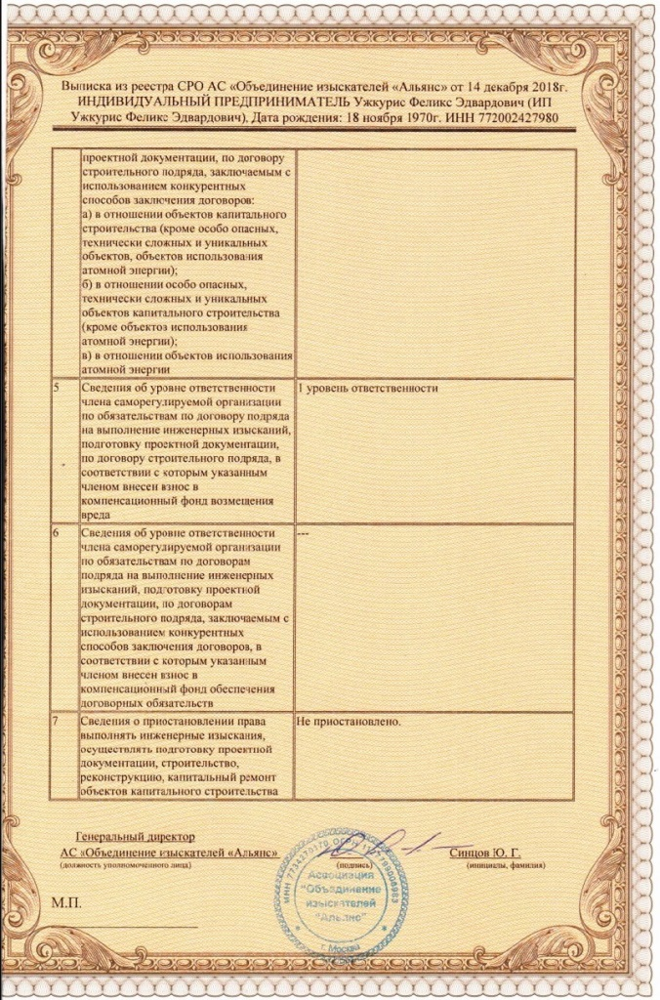 Выписка из реестра СРО АС «Объединение изыскателей «Альянс» от 14 декабря 2018г.
ИНДИВИДУАЛЬНЫЙ ПРЕДПРИНИМАТЕЛЬ Ужкурис Феликс Эдвардович (ИП
Ужкурис Феликс Эдвардович), Дата рождения: 18 ноября 1970г. ИНН 772002427980
проектной документации, по договору
строительного подряда, заключаемым с
использованием конкурентных
способов заключения договоров:
а) в отношении объектов капитального
строительства (кроме особо опасных,
технически сложных и уникальных
объектов, объектов использования
атомной энергии);
б) в отношении особо опасных,
технически сложных и уникальных
объектов капитального строительства
(кроме объектов использования
атомной энергии);
в) в отношении объектов использования
атомной энергии
5 Сведения об уровне ответственности 1 уровень ответственности
члена саморегулируемой организации
по обязательствам по договору подряда
на выполнение инженерных изысканий,
подготовку проектной документации,
по договору строительного подряда, в
соответствии с которым указанным
членом внесен взнос в
компенсационный фонд возмещения
вреда
6 Сведения об уровне ответственности ---
члена саморегулируемой организации
по обязательствам по договорам
подряда на выполнение инженерных
изысканий, подготовку проектной
документации, по договорам
строительного подряда, заключаемым с
использованием конкурентных
способов заключения договоров, в
соответствии с которым указанным
членом внесен взнос в
компенсационный фонд обеспечения
договорных обязательств
7 Сведения о приостановлении права Не приостановлено.
выполнять инженерные изыскания,
осуществлять подготовку проектной
документации, строительство,
реконструкцию, капитальный ремонт
объектов капитального строительства
Генеральный директор
АС «Объединение изыскателей «Альянс» Синцов Ю. Г.
(должность уполномоченного лица) (подпись) (инициалы, фамилия)
Ассоциация
"Объединение
изыскателей
"Альянс"
г. Москва
М.П.